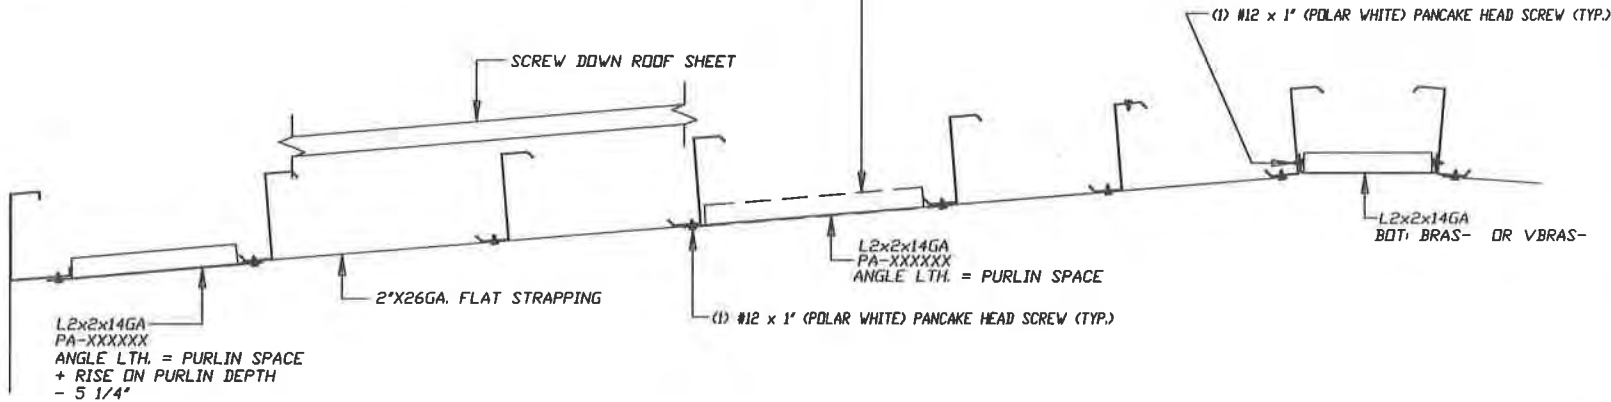 (1) #12 x 1" (POLAR WHITE) PANCAKE HEAD SCREW (TYP.)
SCREW DOWN ROOF SHEET
L2x2x14GA
BOT: BRAS- OR VBRAS-
L2x2x14GA
PA-XXXXXX
ANGLE LTH. = PURLIN SPACE
2"X26GA. FLAT STRAPPING
(1) #12 x 1" (POLAR WHITE) PANCAKE HEAD SCREW (TYP.)
L2x2x14GA
PA-XXXXXX
ANGLE LTH. = PURLIN SPACE
+ RISE ON PURLIN DEPTH
- 5 1/4"